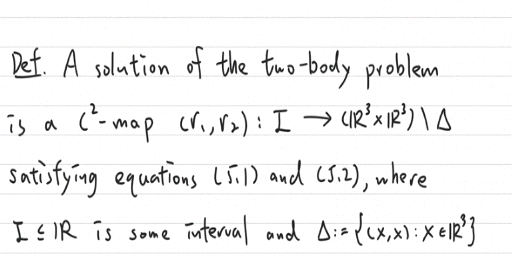 Def. A solution of the two-body problem
is a C²-map (r₁,r₂): I → (ℝ³×ℝ³)\Δ
satisfying equations (5.1) and (5.2), where
I ⊆ ℝ is some interval and Δ:={(x,x): x∈ℝ³}